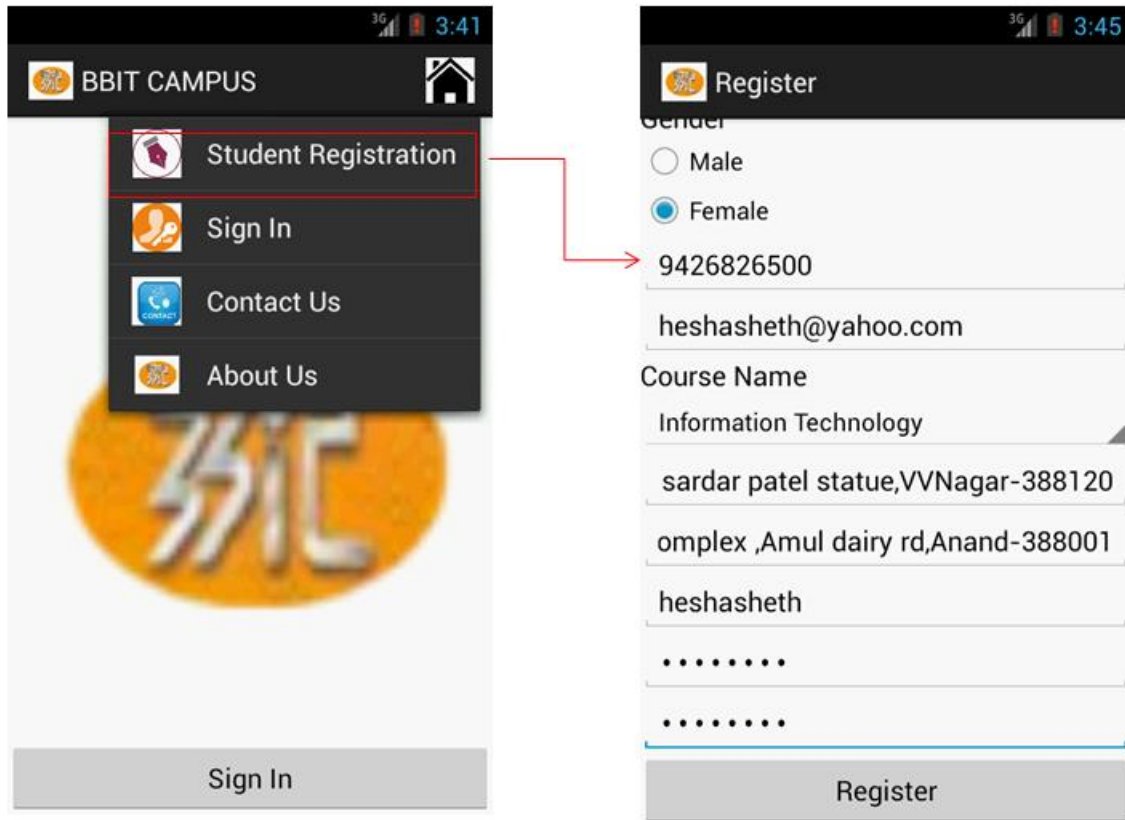 3G 3:41
BBIT CAMPUS
Student Registration
Sign In
CONTACT
Contact Us
About Us
Sign In
3G 3:45
Register
Gender
Male
Female
9426826500
heshasheth@yahoo.com
Course Name
Information Technology
sardar patel statue,VVNagar-388120
omplex ,Amul dairy rd,Anand-388001
heshasheth
••••••••
••••••••
Register